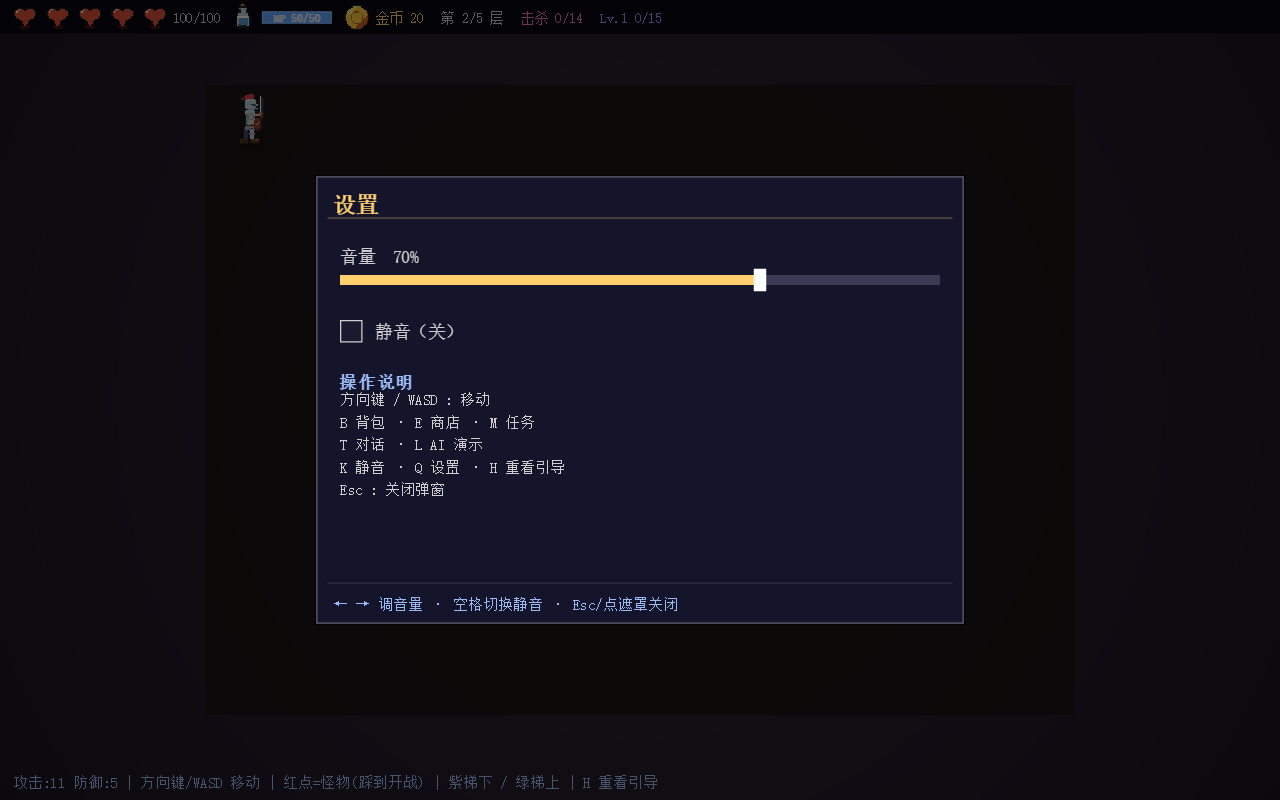 100/100 MP 50/50 金币 20 第 2/5 层 击杀 0/14 Lv.1 0/15
设置
音量 70%
静音（关）
操作说明
方向键 / WASD : 移动
B 背包 · E 商店 · M 任务
T 对话 · L AI 演示
K 静音 · Q 设置 · H 重看引导
Esc : 关闭弹窗
← → 调音量 · 空格切换静音 · Esc/点遮罩关闭
攻击:11 防御:5 | 方向键/WASD 移动 | 红点=怪物(踩到开战) | 紫梯下 / 绿梯上 | H 重看引导